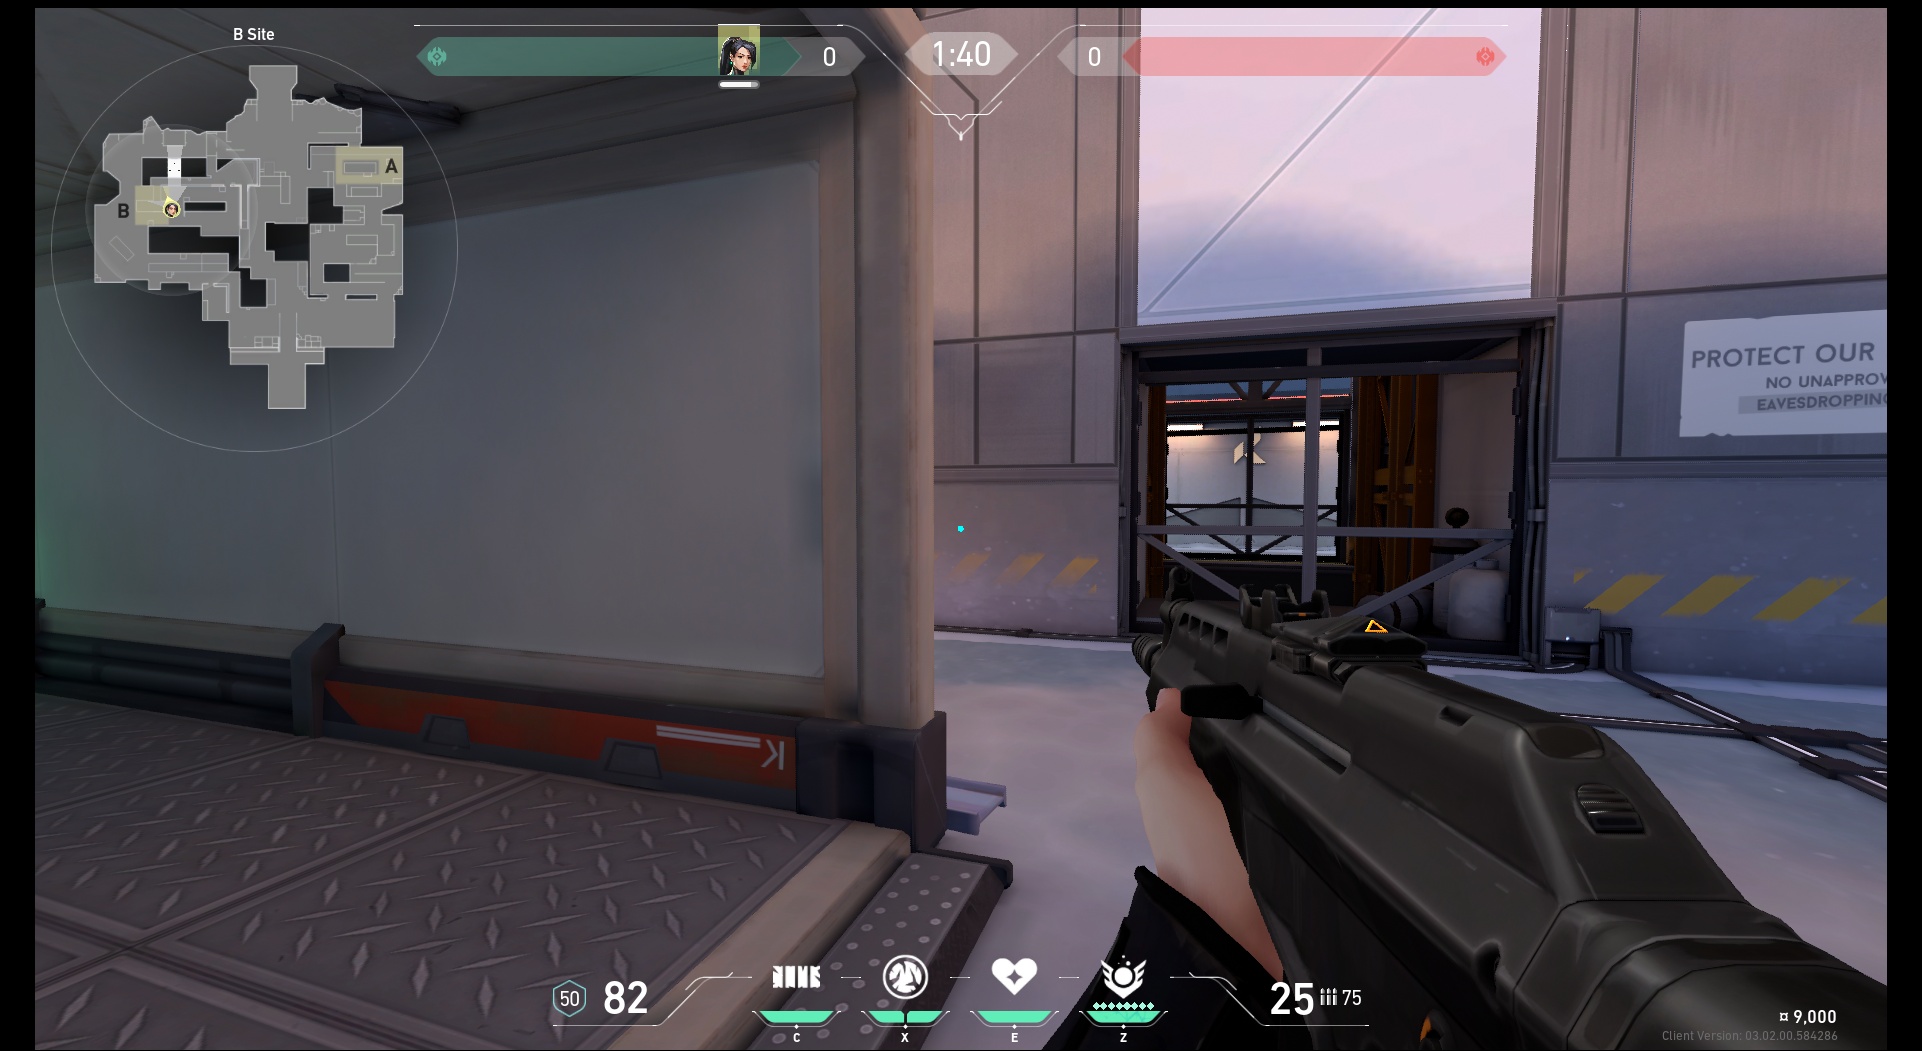 B Site
0
1:40
0
A
B
PROTECT OUR
NO UNAPPROV
EAVESDROPPING
50
82
25
75
C
X
E
Z
¤ 9,000
Client Version: 03.02.00.584286